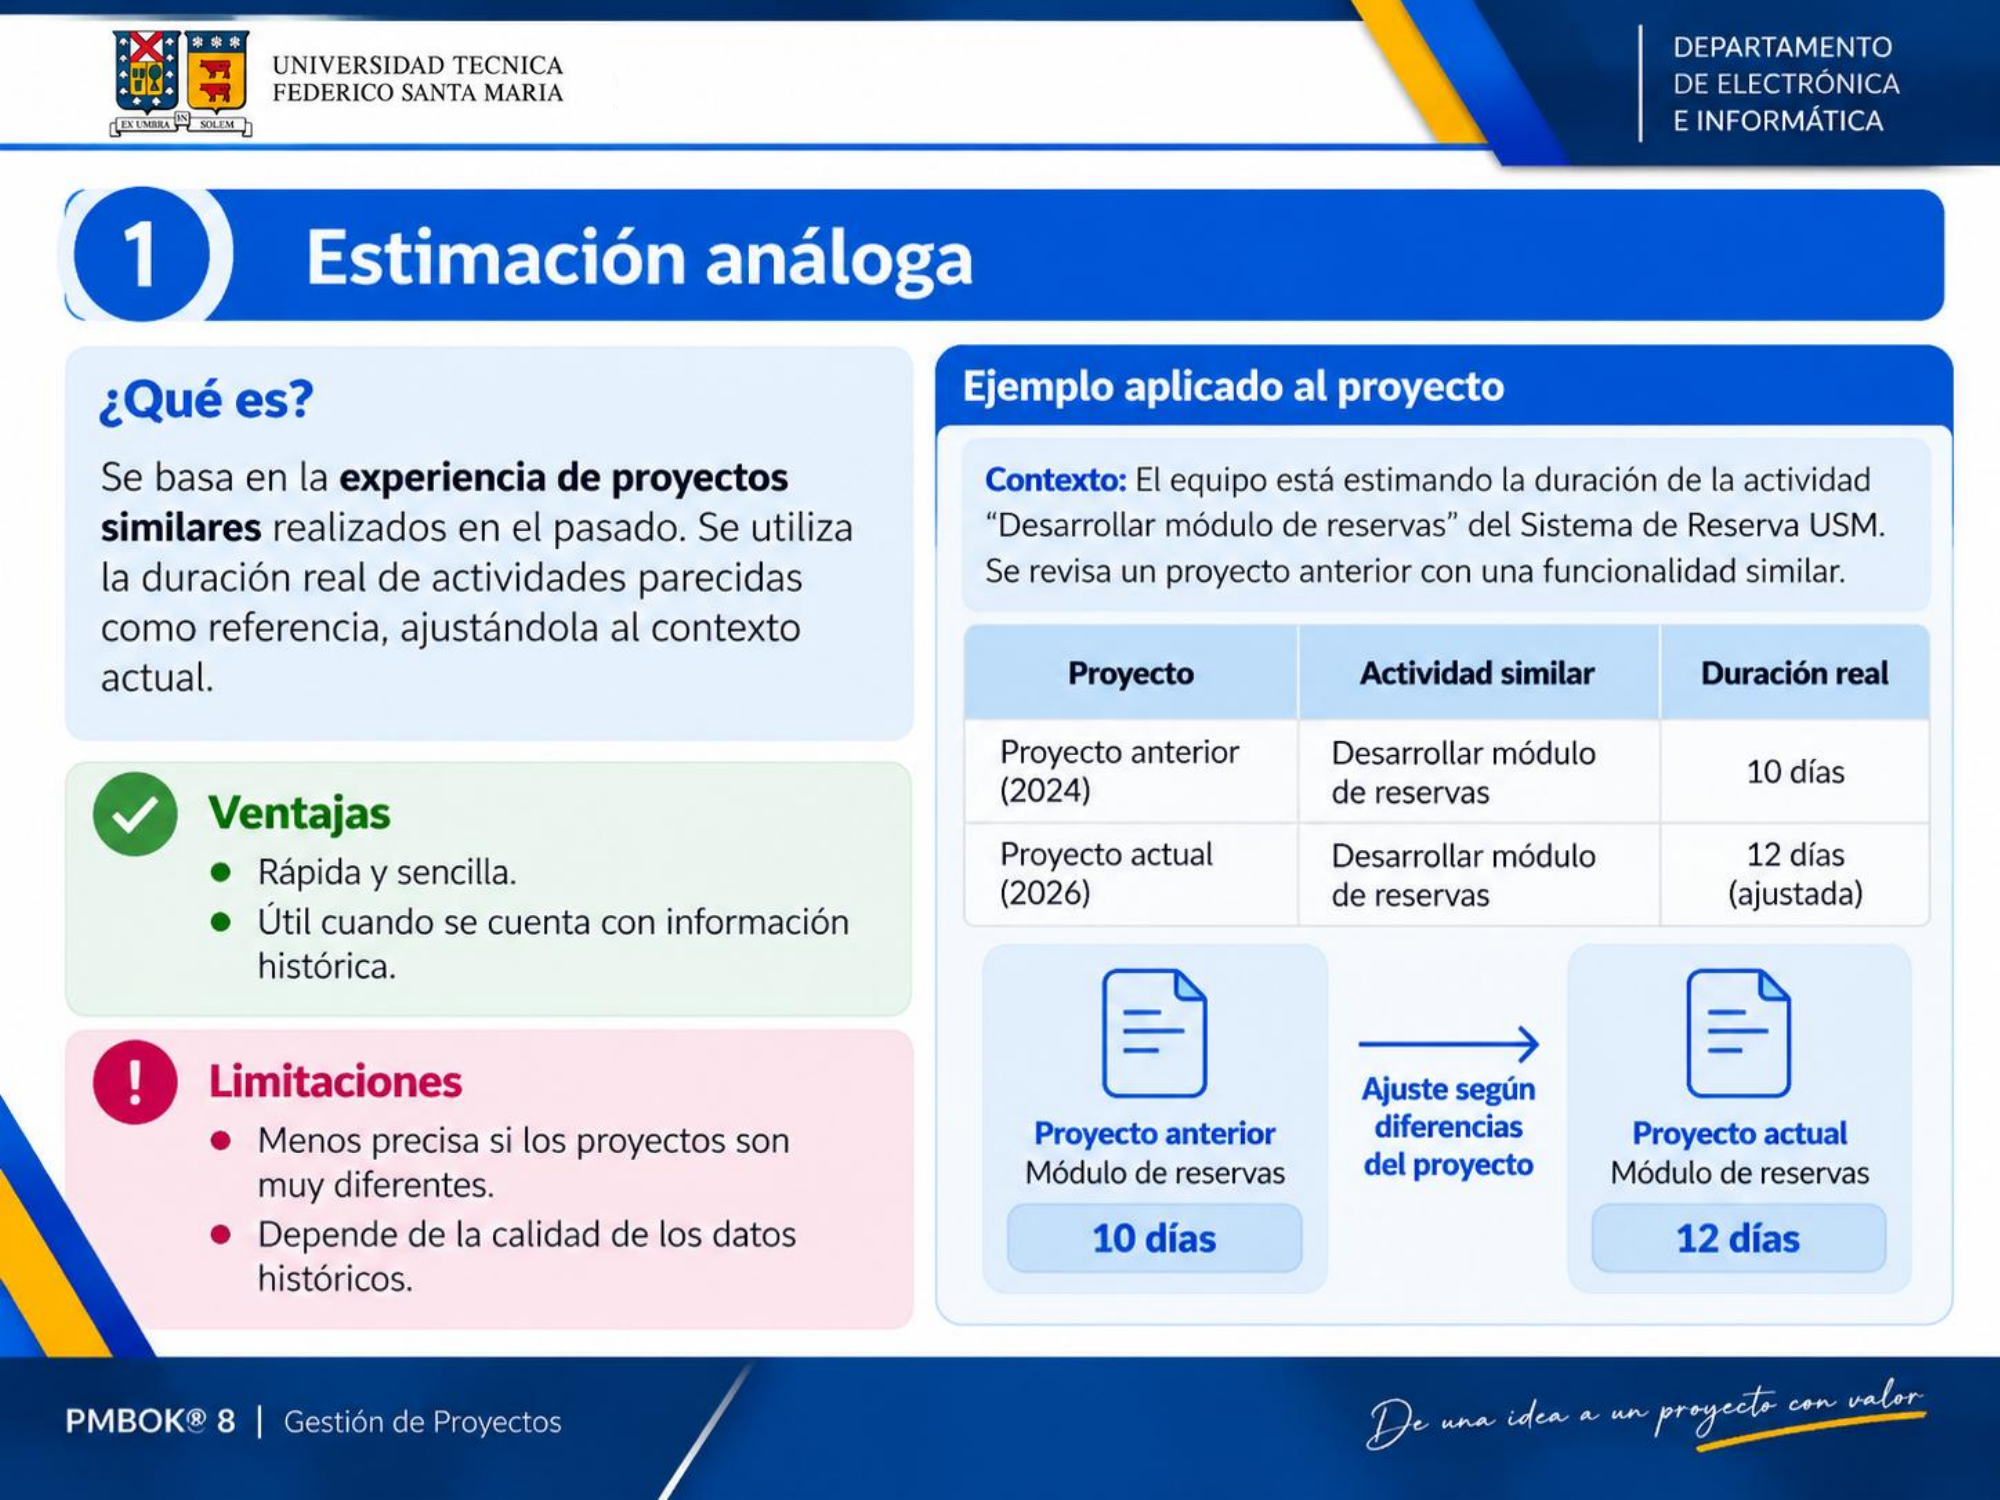 EX UMBRA IN SOLEM
UNIVERSIDAD TECNICA
FEDERICO SANTA MARIA
DEPARTAMENTO
DE ELECTRÓNICA
E INFORMÁTICA
1
Estimación análoga
¿Qué es?
Se basa en la experiencia de proyectos
similares realizados en el pasado. Se utiliza
la duración real de actividades parecidas
como referencia, ajustándola al contexto
actual.
Ventajas
● Rápida y sencilla.
● Útil cuando se cuenta con información
histórica.
Limitaciones
● Menos precisa si los proyectos son
muy diferentes.
● Depende de la calidad de los datos
históricos.
Ejemplo aplicado al proyecto
Contexto: El equipo está estimando la duración de la actividad
“Desarrollar módulo de reservas” del Sistema de Reserva USM.
Se revisa un proyecto anterior con una funcionalidad similar.
Proyecto Actividad similar Duración real
Proyecto anterior
(2024)
Desarrollar módulo
de reservas
10 días
Proyecto actual
(2026)
Desarrollar módulo
de reservas
12 días
(ajustada)
Proyecto anterior
Módulo de reservas
10 días
Ajuste según
diferencias
del proyecto
Proyecto actual
Módulo de reservas
12 días
PMBOK® 8 | Gestión de Proyectos
De una idea a un proyecto con valor